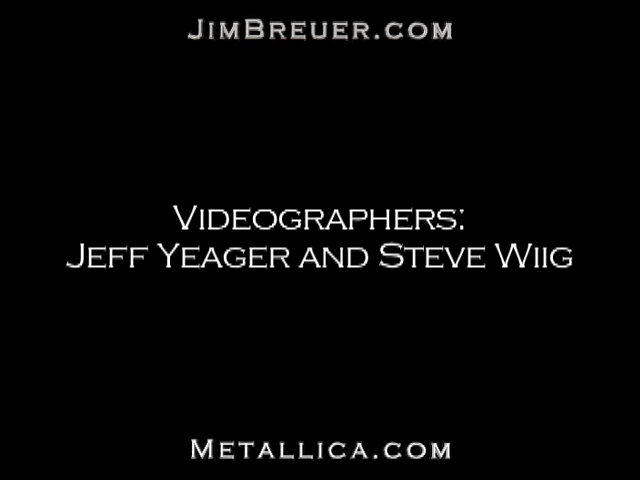 JimBreuer.com
Videographers:
Jeff Yeager and Steve Wiig
Metallica.com